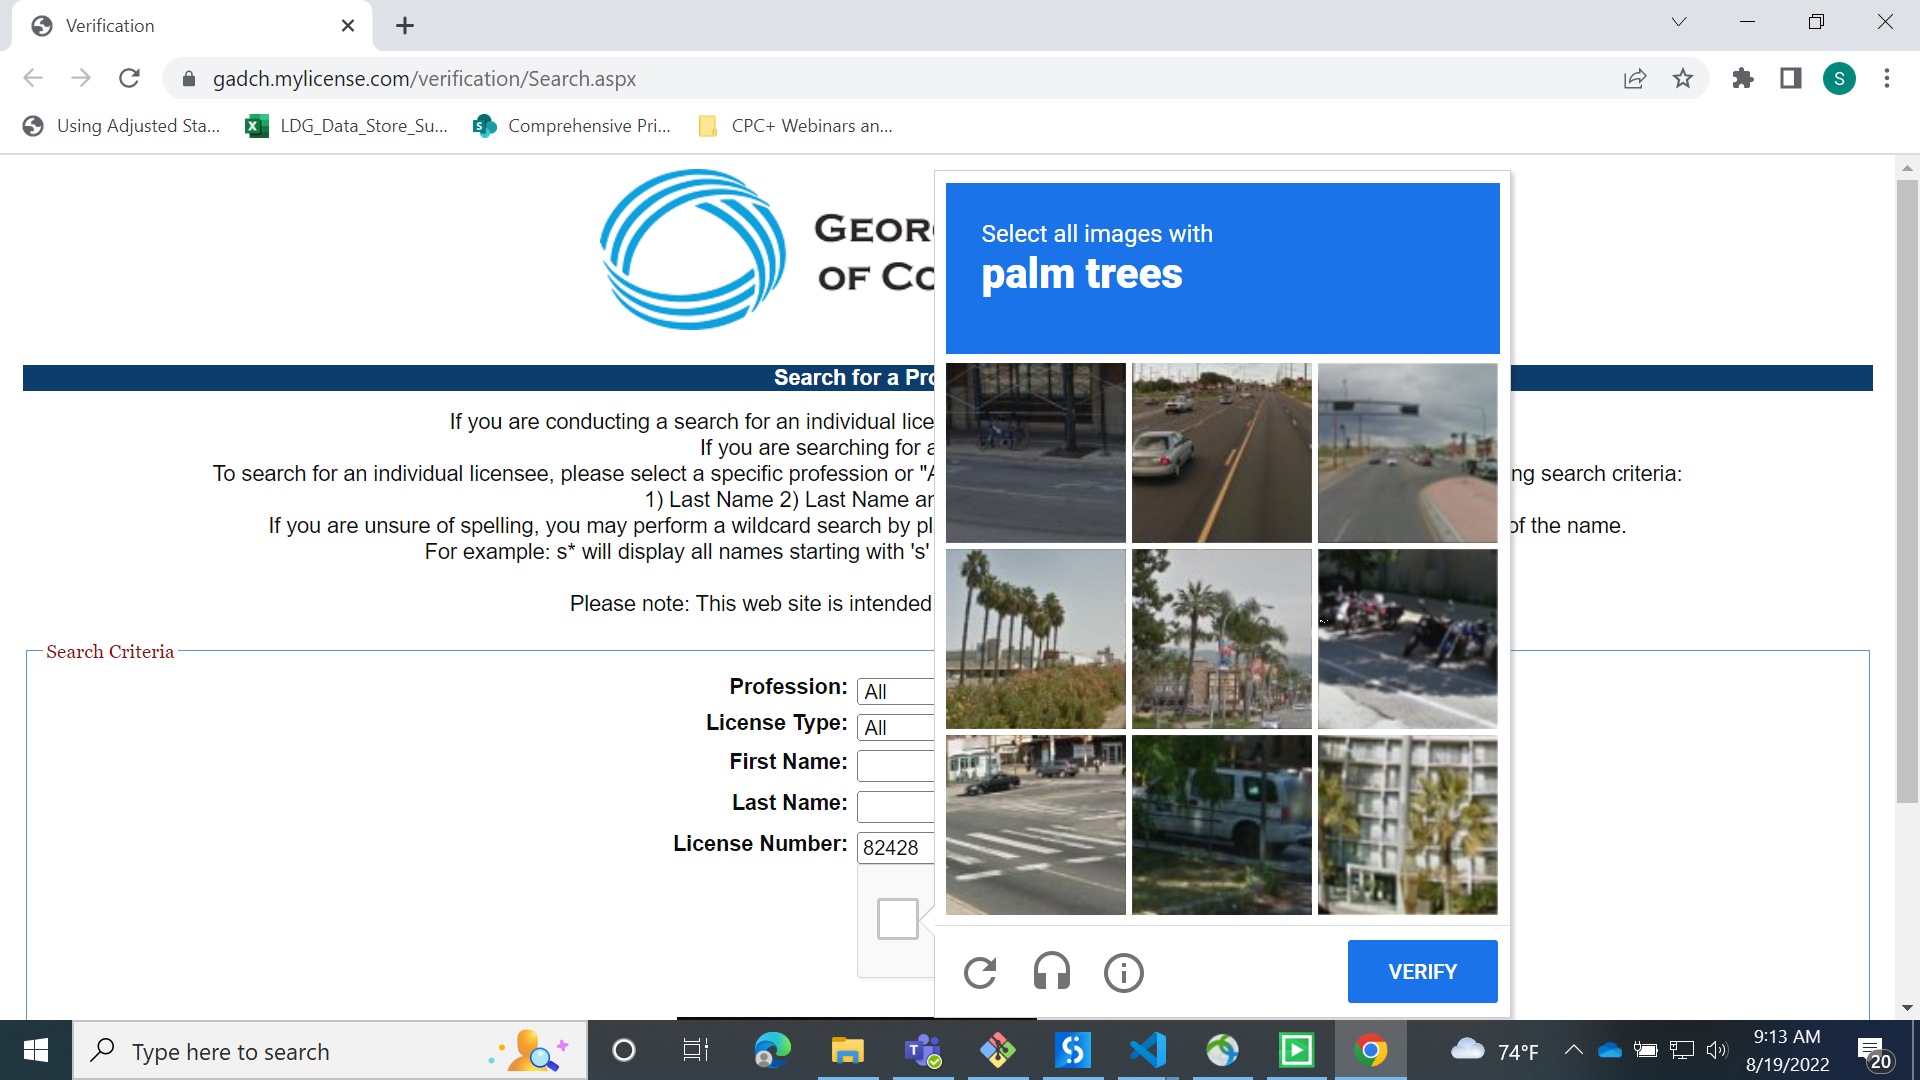 Verification
gadch.mylicense.com/verification/Search.aspx
S
Using Adjusted Sta...
LDG_Data_Store_Su...
Comprehensive Pri...
CPC+ Webinars an...
GEOR
OF CO
Select all images with
palm trees
Search for a Pro
If you are conducting a search for an individual lice
If you are searching for a
To search for an individual licensee, please select a specific profession or "A
ng search criteria:
1) Last Name 2) Last Name an
If you are unsure of spelling, you may perform a wildcard search by pl
of the name.
For example: s* will display all names starting with 's'
Please note: This web site is intended
Search Criteria
Profession: All
License Type: All
First Name:
Last Name:
License Number: 82428
VERIFY
Type here to search
74°F
9:13 AM
8/19/2022
20